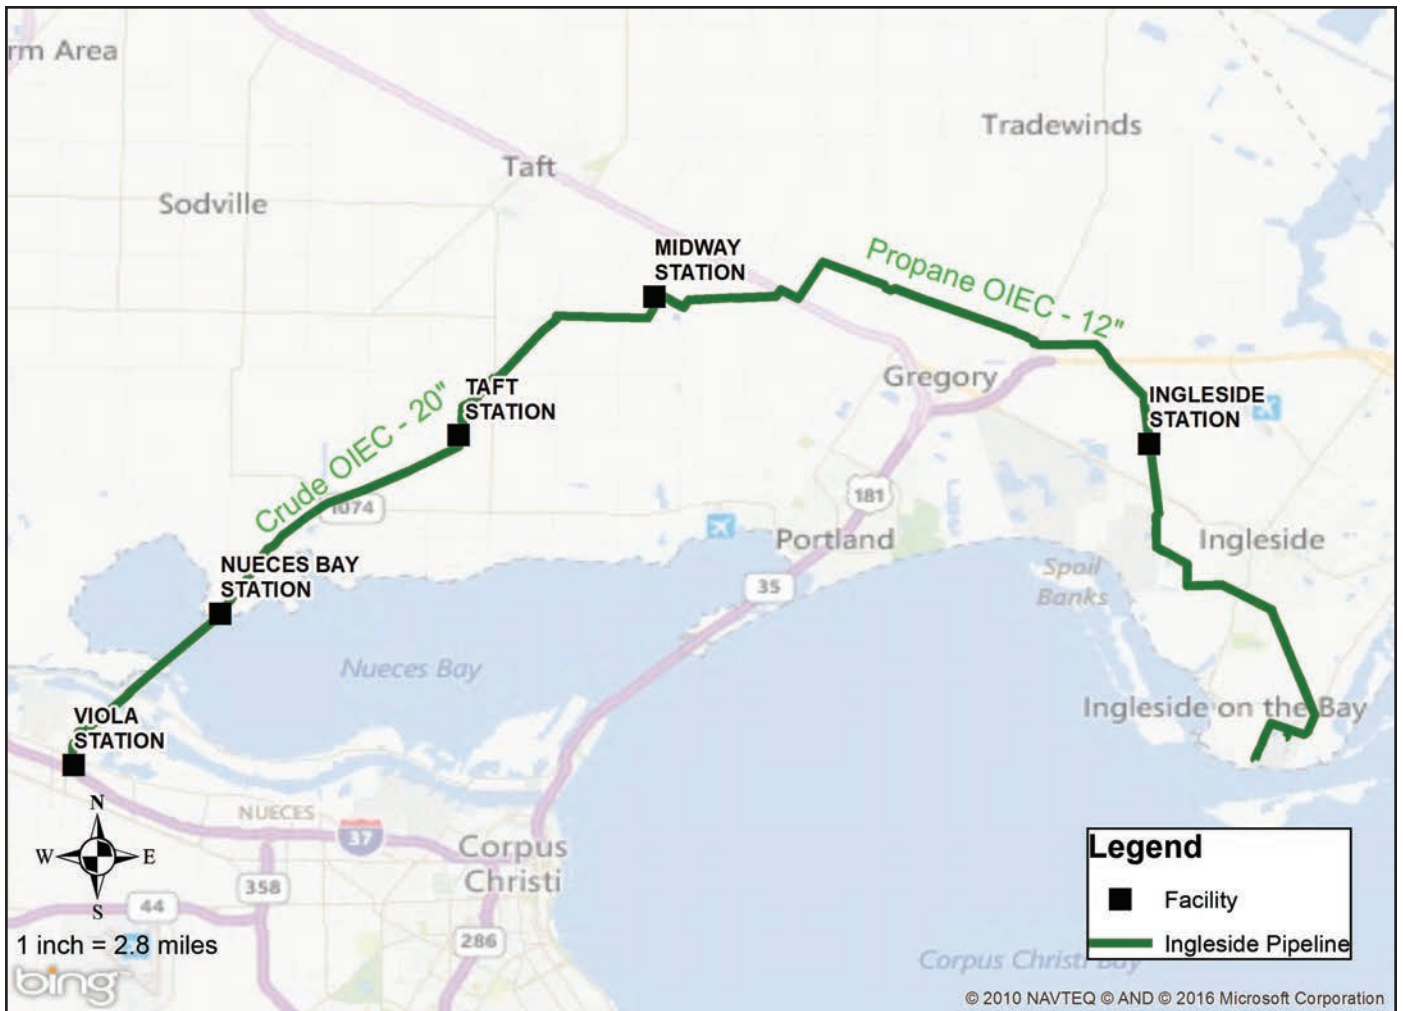 rm Area
Tradewinds
Taft
Sodville
MIDWAY
STATION
Propane OIEC - 12"
TAFT
STATION
Gregory
INGLESIDE
STATION
Crude OIEC - 20"
1074
181
Portland
Ingleside
NUECES BAY
STATION
35
Spoil
Banks
Nueces Bay
Ingleside on the Bay
VIOLA
STATION
N
W
E
S
NUECES
37
Corpus
Christi
358
44
286
1 inch = 2.8 miles
bing
Legend
Facility
Ingleside Pipeline
Corpus Christi Bay
© 2010 NAVTEQ © AND © 2016 Microsoft Corporation